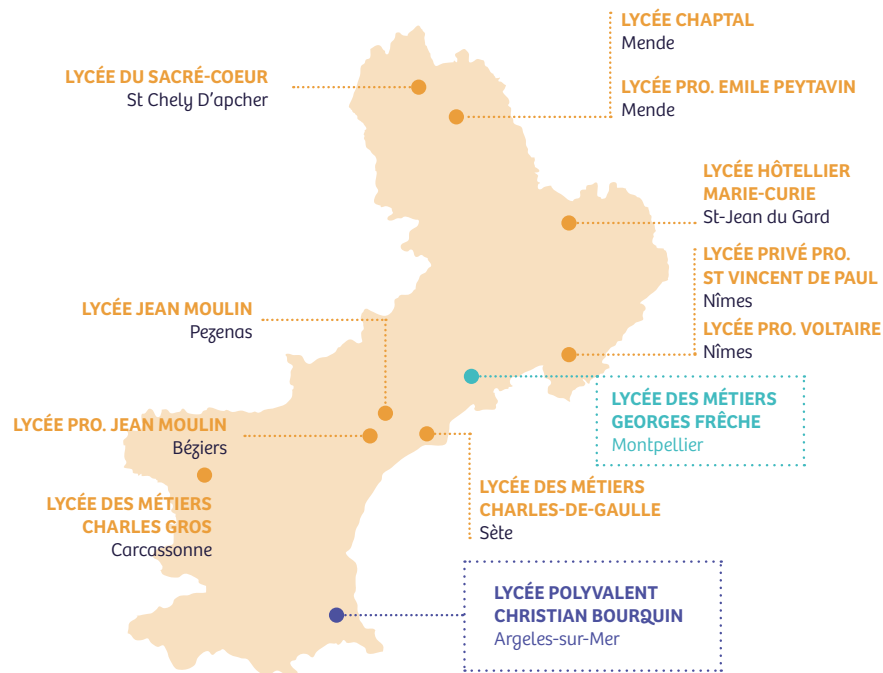 LYCÉE CHAPTAL
Mende
LYCÉE DU SACRÉ-COEUR
St Chely D'apcher
LYCÉE PRO. EMILE PEYTAVIN
Mende
LYCÉE HÔTELLIER
MARIE-CURIE
St-Jean du Gard
LYCÉE PRIVÉ PRO.
ST VINCENT DE PAUL
Nîmes
LYCÉE JEAN MOULIN
Pezenas
LYCÉE PRO. VOLTAIRE
Nîmes
LYCÉE DES MÉTIERS
GEORGES FRÊCHE
Montpellier
LYCÉE PRO. JEAN MOULIN
Béziers
LYCÉE DES MÉTIERS
CHARLES GROS
Carcassonne
LYCÉE DES MÉTIERS
CHARLES-DE-GAULLE
Sète
LYCÉE POLYVALENT
CHRISTIAN BOURQUIN
Argeles-sur-Mer